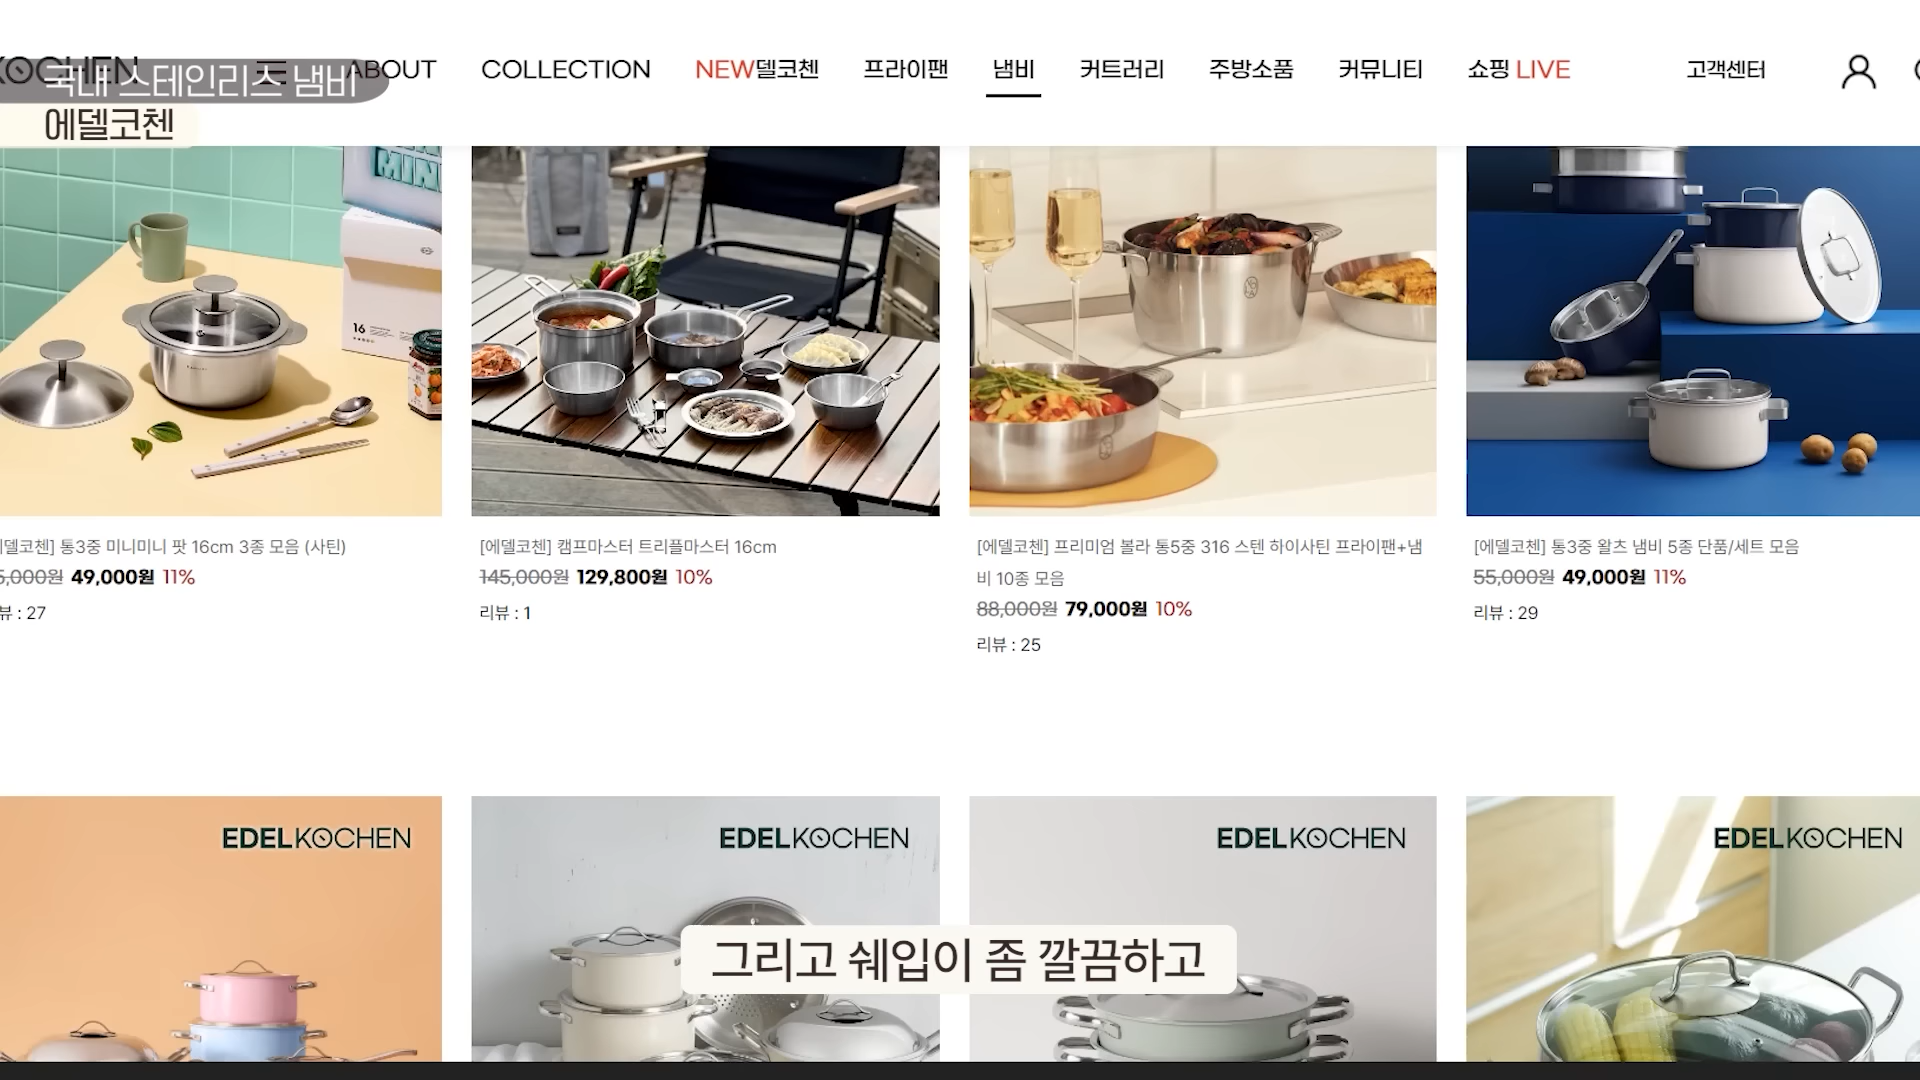 KOCHEN
ABOUT COLLECTION NEW델코첸 프라이팬 냄비 커트러리 주방소품 커뮤니티 쇼핑 LIVE 고객센터
국내 스테인리스 냄비
에델코첸
16
[에델코첸] 통3중 미니미니 팟 16cm 3종 모음 (사틴)
5,000원 49,000원 11%
리뷰 : 27
[에델코첸] 캠프마스터 트리플마스터 16cm
145,000원 129,800원 10%
리뷰 : 1
[에델코첸] 프리미엄 볼라 통5중 316 스텐 하이사틴 프라이팬+냄
비 10종 모음
88,000원 79,000원 10%
리뷰 : 25
[에델코첸] 통3중 왈츠 냄비 5종 단품/세트 모음
55,000원 49,000원 11%
리뷰 : 29
EDELKOCHEN
EDELKOCHEN
EDELKOCHEN
EDELKOCHEN
그리고 쉐입이 좀 깔끔하고